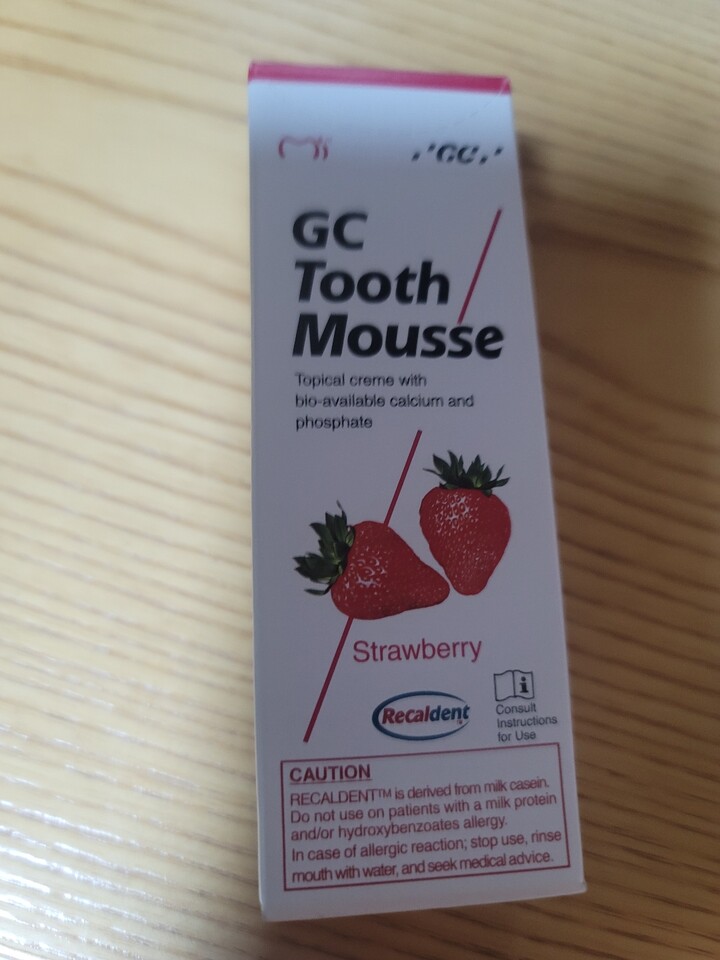 GC
GC
Tooth
Mousse
Topical creme with
bio-available calcium and
phosphate
Strawberry
Recaldent
Consult
Instructions
for Use
CAUTION
RECALDENT™ is derived from milk casein.
Do not use on patients with a milk protein
and/or hydroxybenzoates allergy.
In case of allergic reaction; stop use, rinse
mouth with water, and seek medical advice.